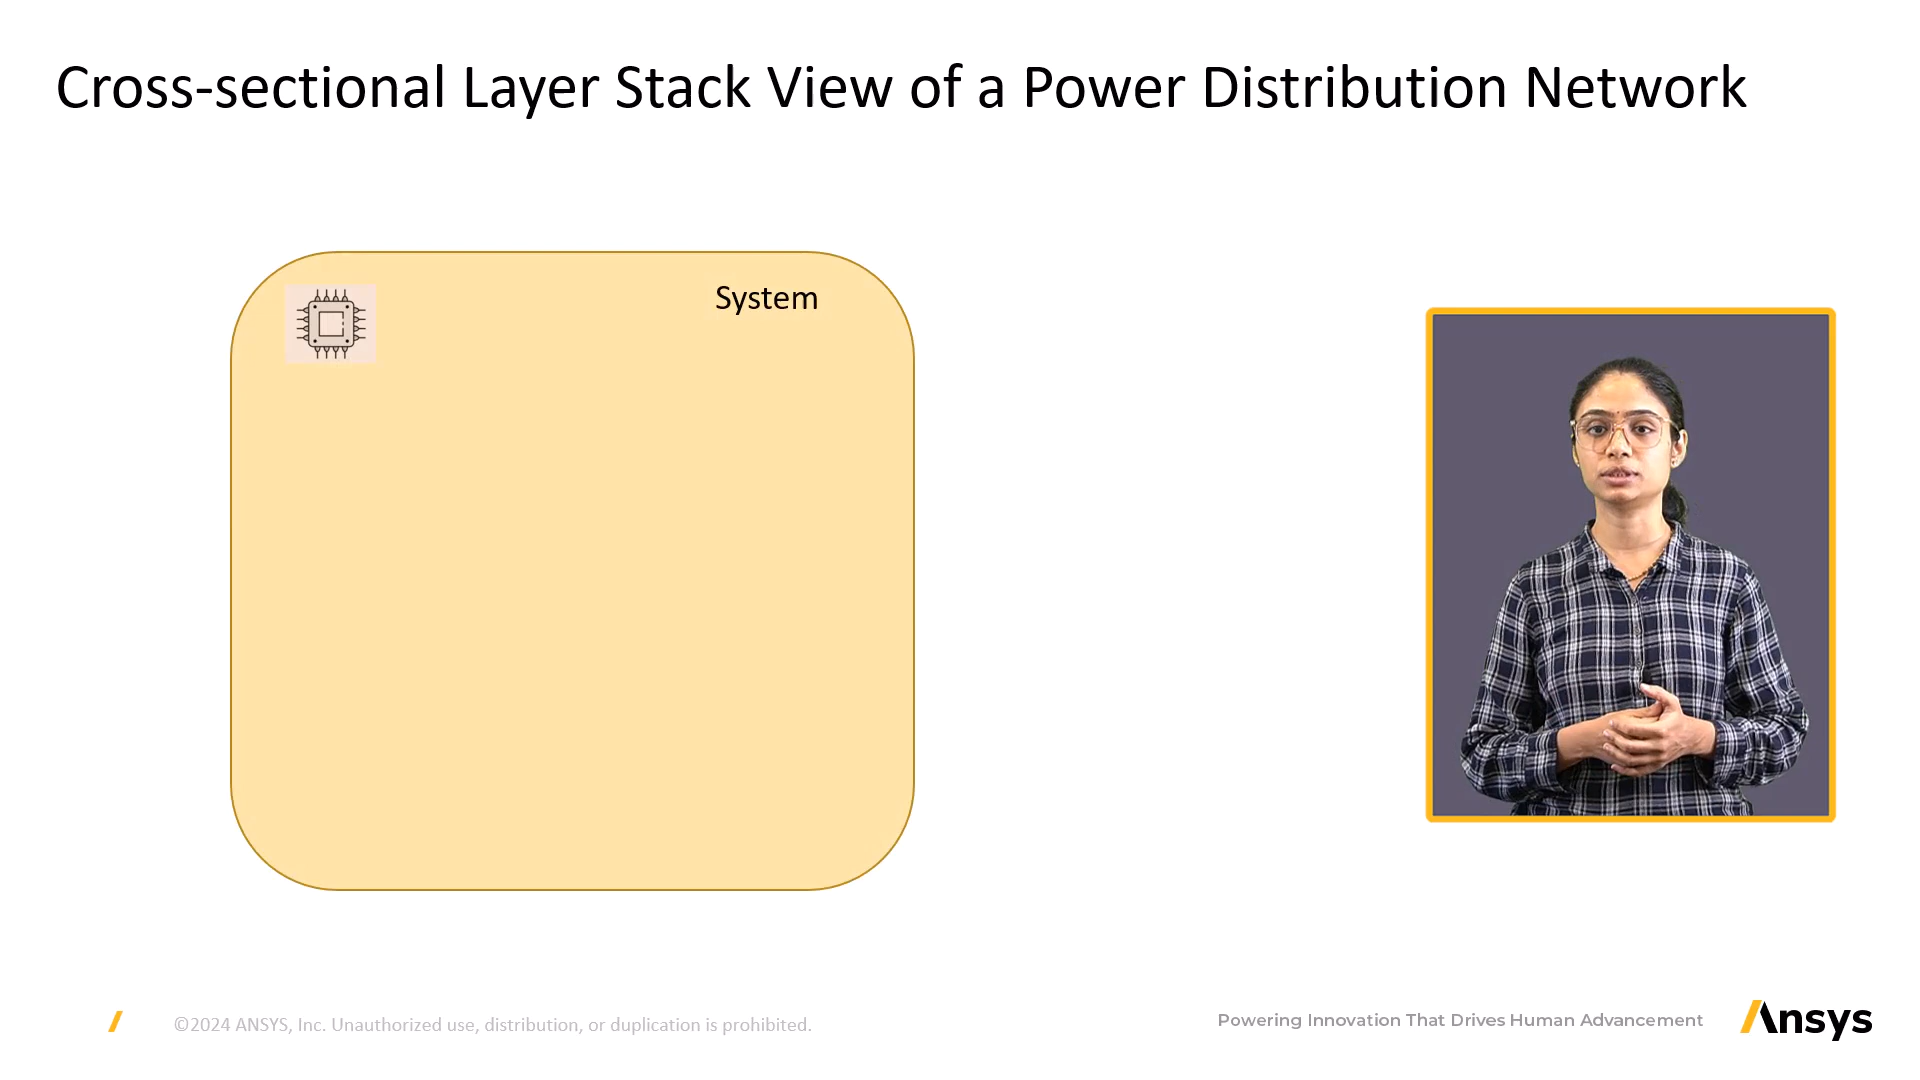 Cross-sectional Layer Stack View of a Power Distribution Network
System
©2024 ANSYS, Inc. Unauthorized use, distribution, or duplication is prohibited.
Powering Innovation That Drives Human Advancement
Ansys